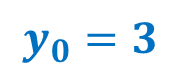 y₀ = 3